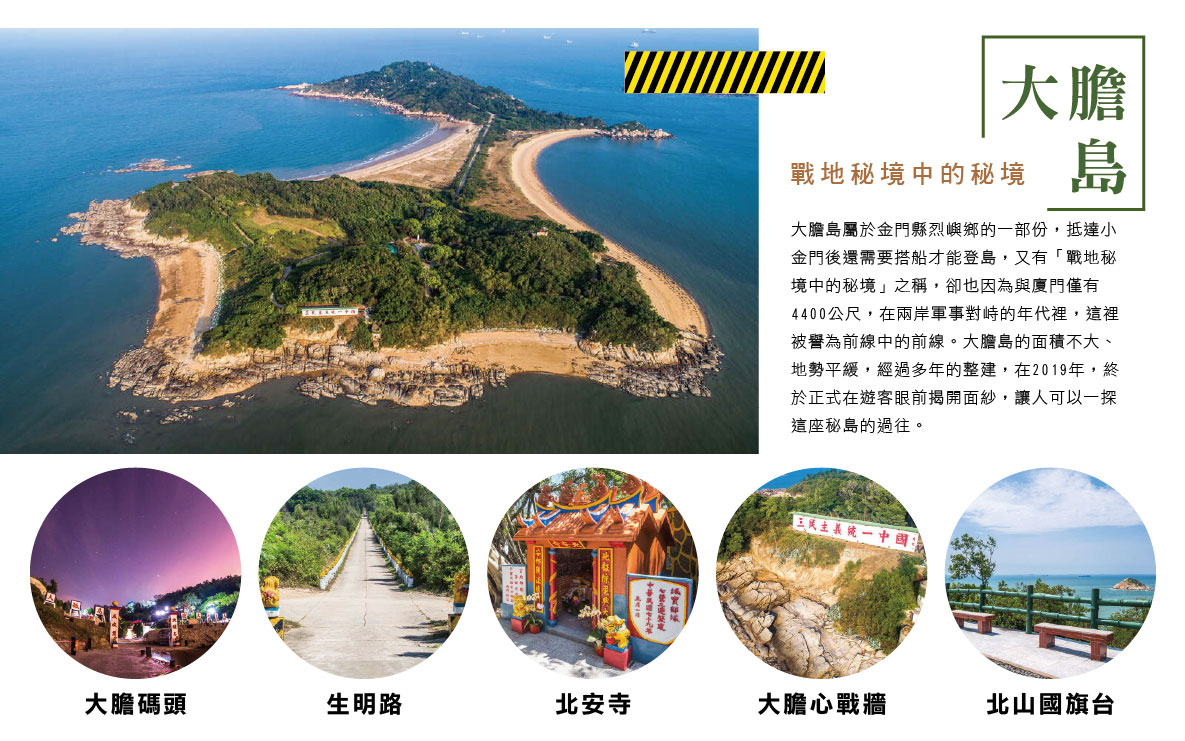 大膽
島
戰地秘境中的秘境
大膽島屬於金門縣烈嶼鄉的一部份，抵達小
金門後還需要搭船才能登島，又有「戰地秘
境中的秘境」之稱，卻也因為與廈門僅有
4400公尺，在兩岸軍事對峙的年代裡，這裡
被譽為前線中的前線。大膽島的面積不大、
地勢平緩，經過多年的整建，在2019年，終
於正式在遊客眼前揭開面紗，讓人可以一探
這座秘島的過往。
三民主義統一中國
三民主義統一中國
大膽碼頭
生明路
北安寺
大膽心戰牆
北山國旗台